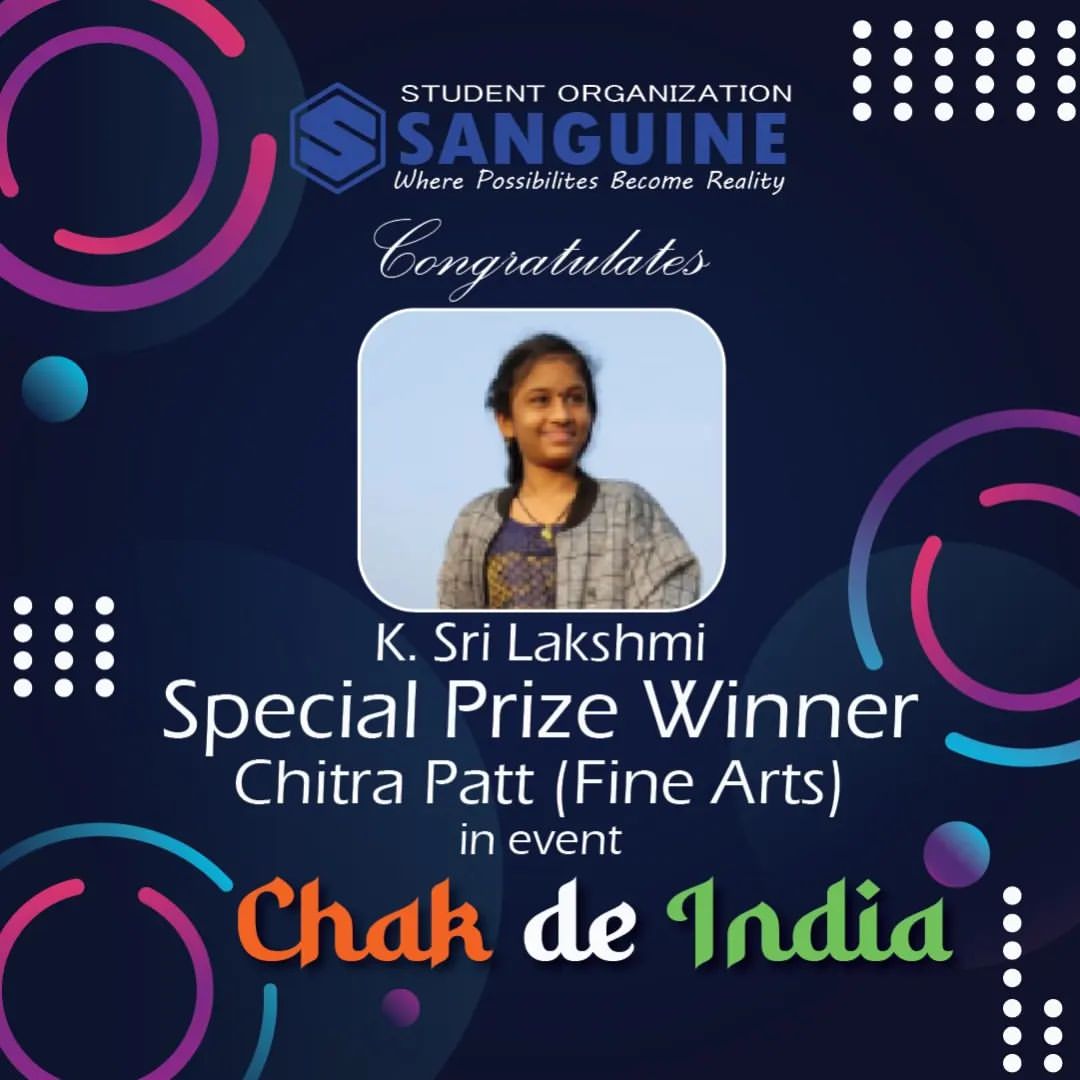 STUDENT ORGANIZATION
SANGUINE
Where Possibilites Become Reality
Congratulates
K. Sri Lakshmi
Special Prize Winner
Chitra Patt (Fine Arts)
in event
Chak de India